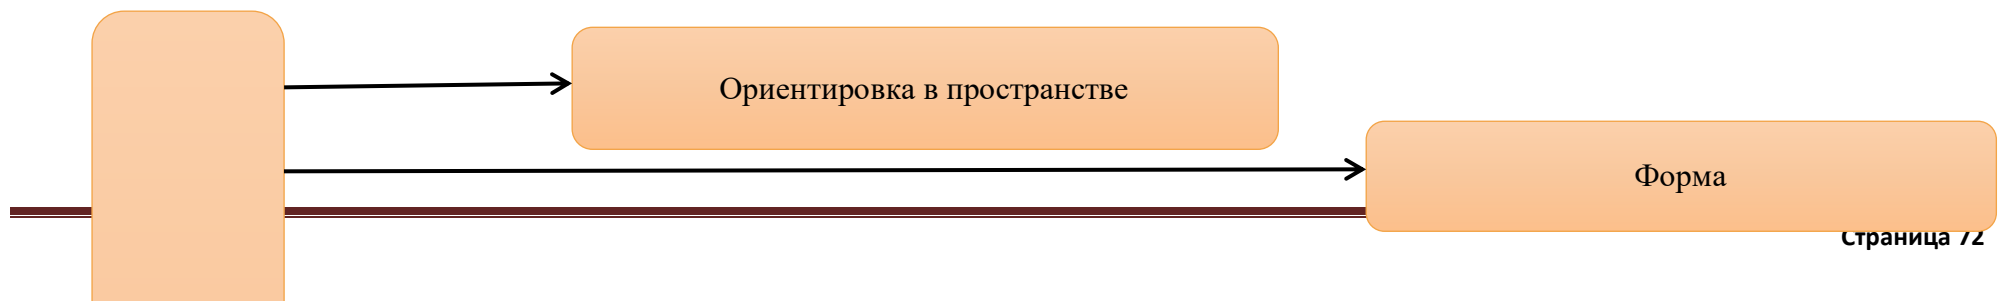 Ориентировка в пространстве
Форма
Страница 72